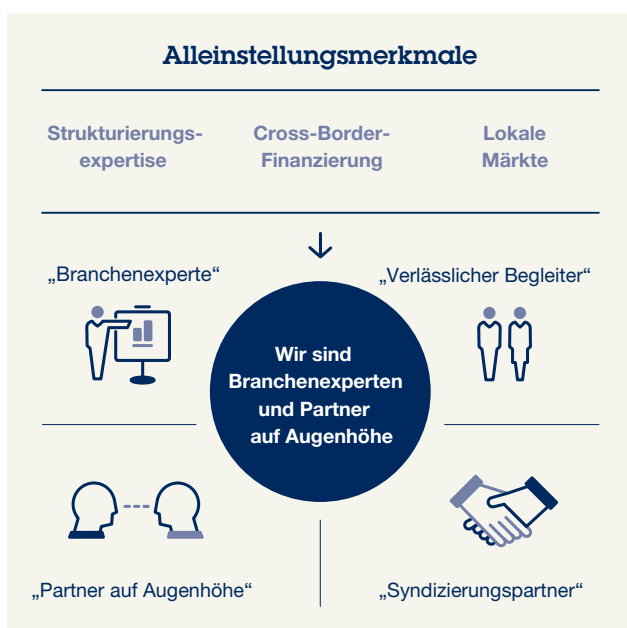 Alleinstellungsmerkmale
Strukturierungs-
expertise
Cross-Border-
Finanzierung
Lokale
Märkte
„Branchenexperte“
„Verlässlicher Begleiter“
Wir sind
Branchenexperten
und Partner
auf Augenhöhe
„Partner auf Augenhöhe“
„Syndizierungspartner“